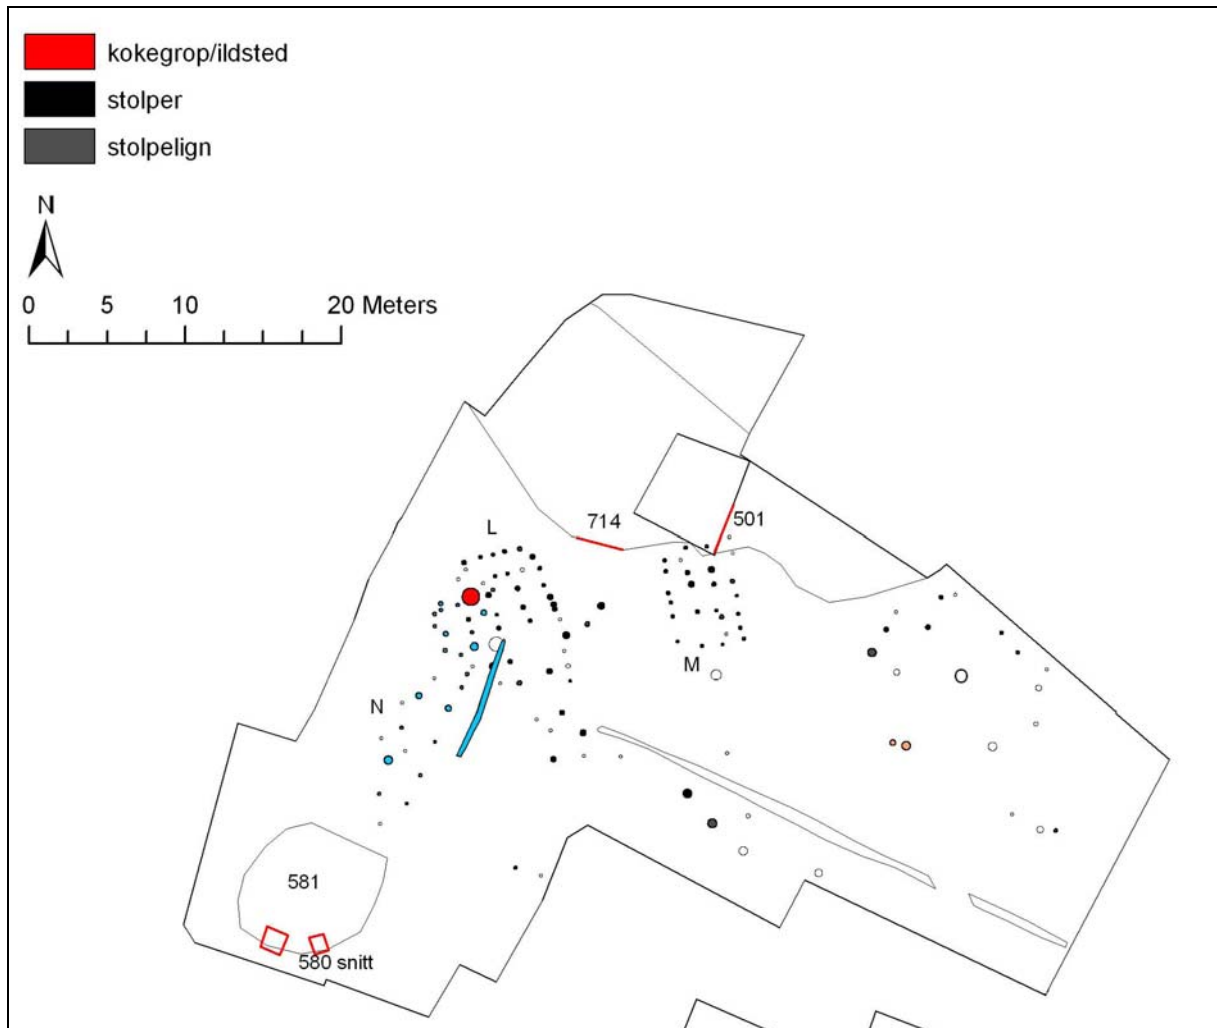 kokegrop/ildsted
stolper
stolpelign
N
0 5 10 20 Meters
714
501
L
M
N
581
580 snitt